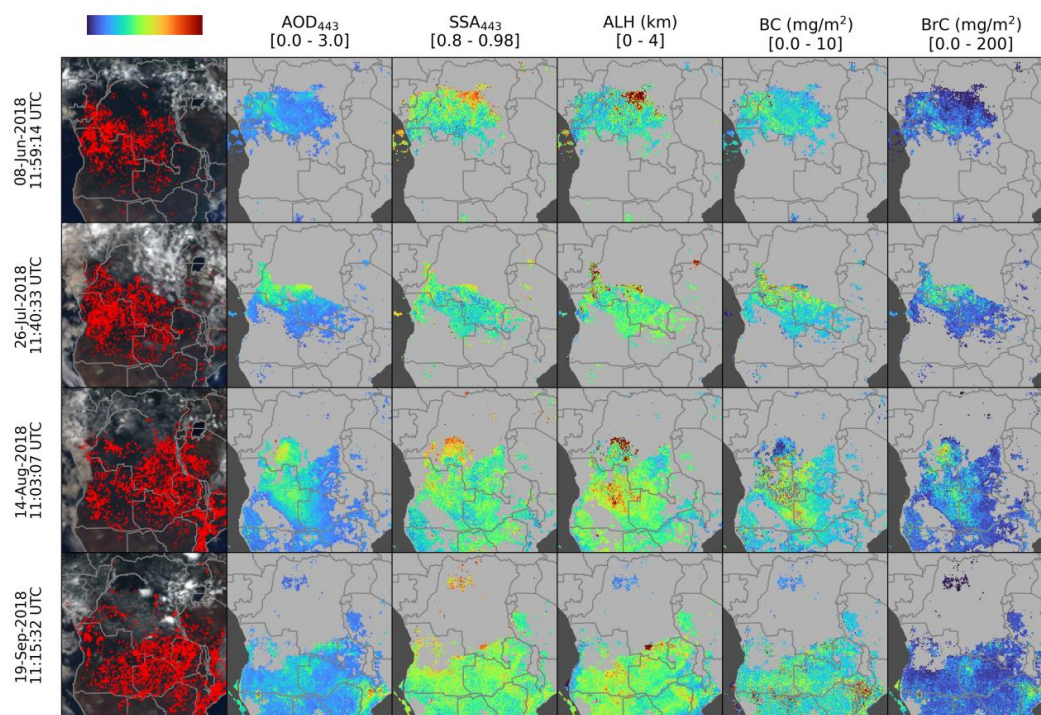 AOD443
[0.0 - 3.0]
SSA443
[0.8 - 0.98]
ALH (km)
[0 - 4]
BC (mg/m²)
[0.0 - 10]
BrC (mg/m²)
[0.0 - 200]
08-Jun-2018
11:59:14 UTC
26-Jul-2018
11:40:33 UTC
14-Aug-2018
11:03:07 UTC
19-Sep-2018
11:15:32 UTC